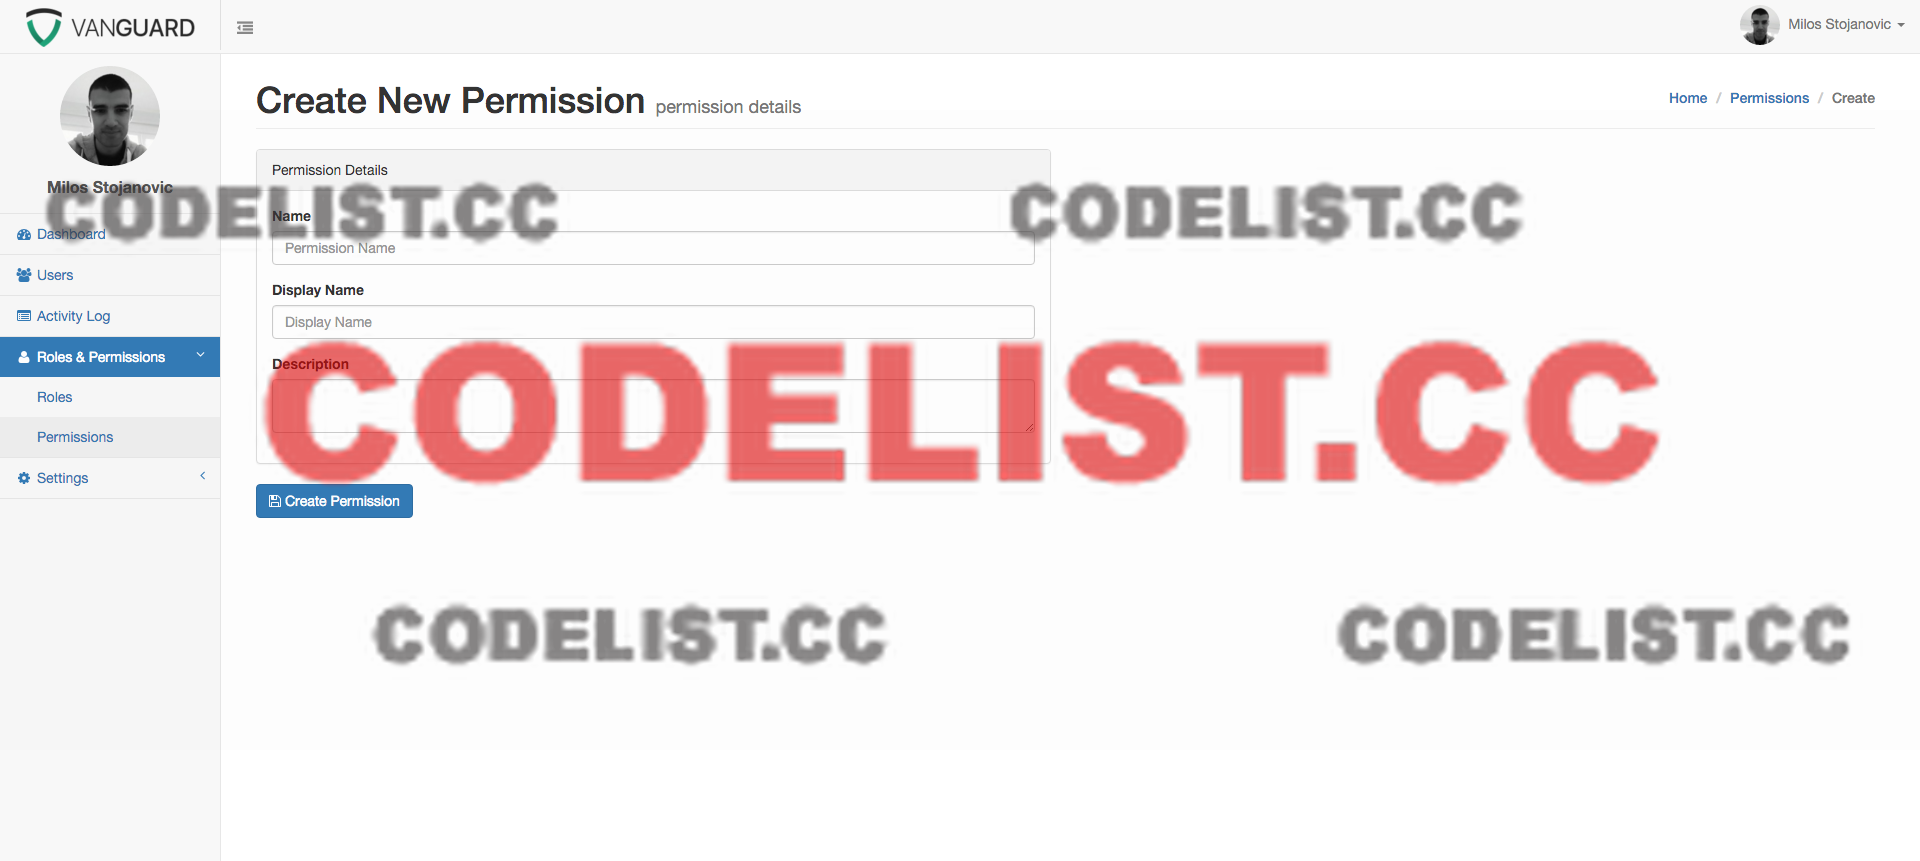 VANGUARD
Milos Stojanovic
Milos Stojanovic
Dashboard
Users
Activity Log
Roles & Permissions
Roles
Permissions
Settings
Create New Permission permission details
Home / Permissions / Create
Permission Details
Name
Permission Name
Display Name
Display Name
Description
Create Permission
CODELIST.CC
CODELIST.CC
CODELIST.CC
CODELIST.CC
CODELIST.CC